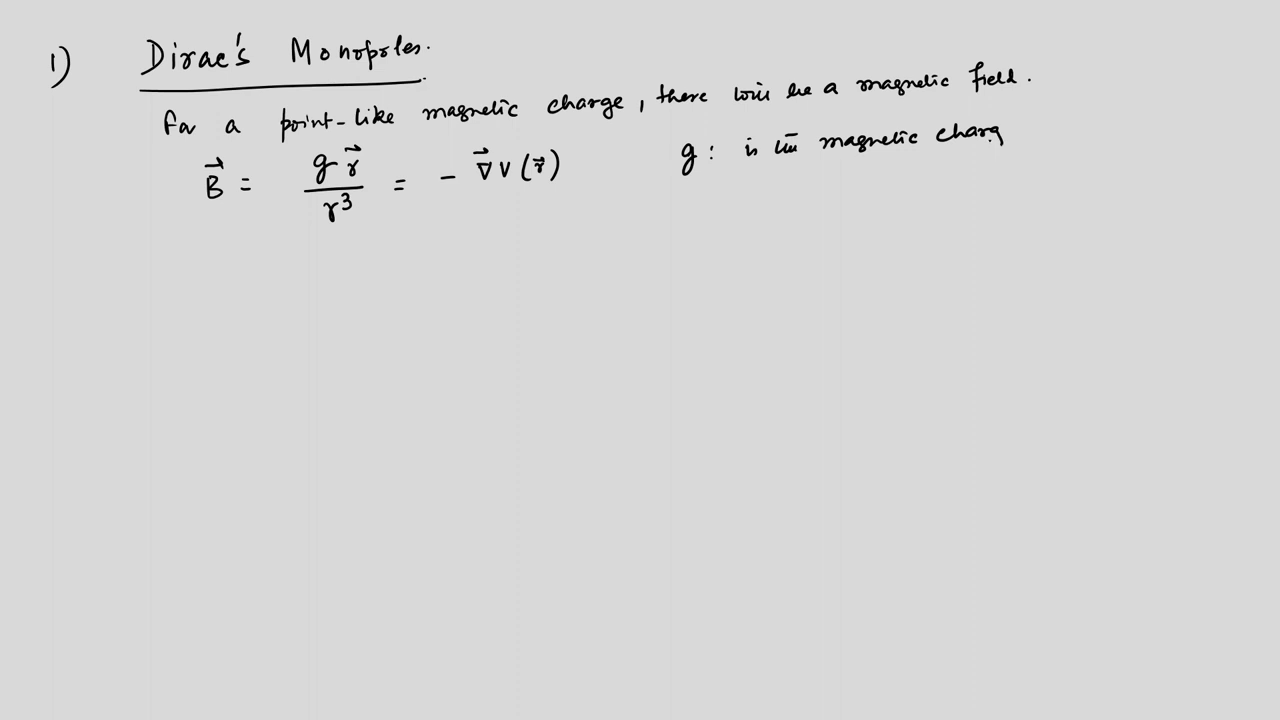 1) Dirac's Monopoles.
For a point-like magnetic charge, there will be a magnetic field.
B⃗ = g r⃗ / r³ = - ∇⃗ V(r⃗)    g: is the magnetic charg